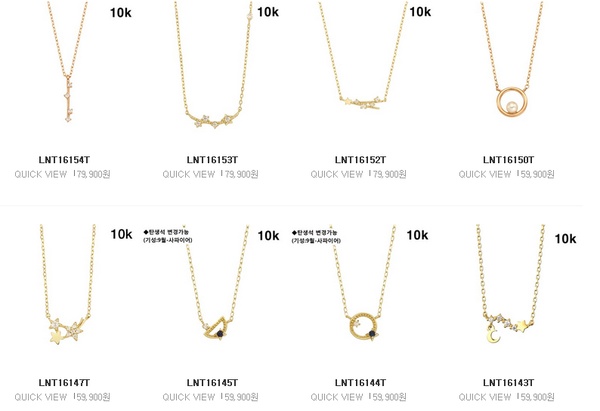 10k
10k
10k
LNT16154T
QUICK VIEW ｜79,900원
LNT16153T
QUICK VIEW ｜79,900원
LNT16152T
QUICK VIEW ｜79,900원
LNT16150T
QUICK VIEW ｜59,900원
10k
◆탄생석 변경가능
(기성:9월-사파이어)
10k
◆탄생석 변경가능
(기성:9월-사파이어)
10k
10k
LNT16147T
QUICK VIEW ｜59,900원
LNT16145T
QUICK VIEW ｜59,900원
LNT16144T
QUICK VIEW ｜59,900원
LNT16143T
QUICK VIEW ｜59,900원